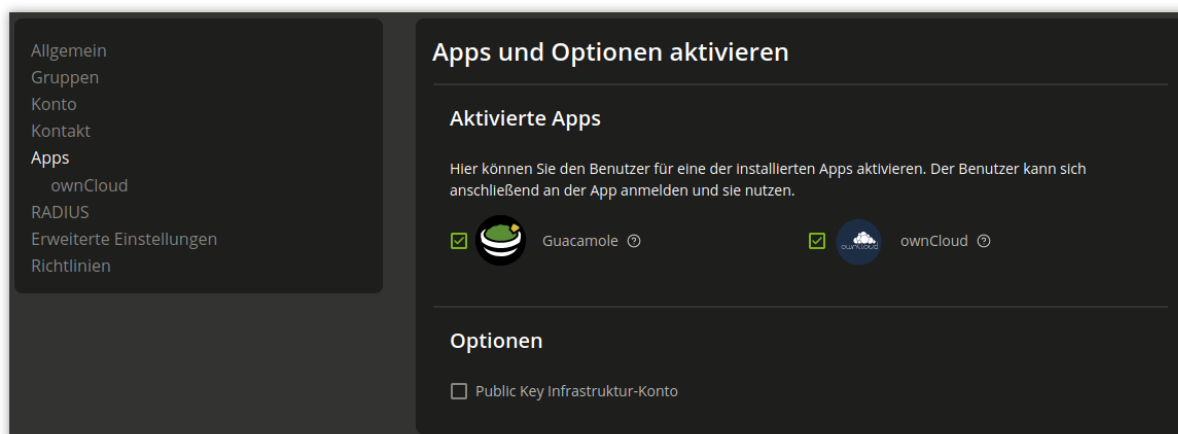 Allgemein
Gruppen
Konto
Kontakt
Apps
ownCloud
RADIUS
Erweiterte Einstellungen
Richtlinien
Apps und Optionen aktivieren
Aktivierte Apps
Hier können Sie den Benutzer für eine der installierten Apps aktivieren. Der Benutzer kann sich
anschließend an der App anmelden und sie nutzen.
Guacamole
ownCloud
ownCloud
Optionen
Public Key Infrastruktur-Konto